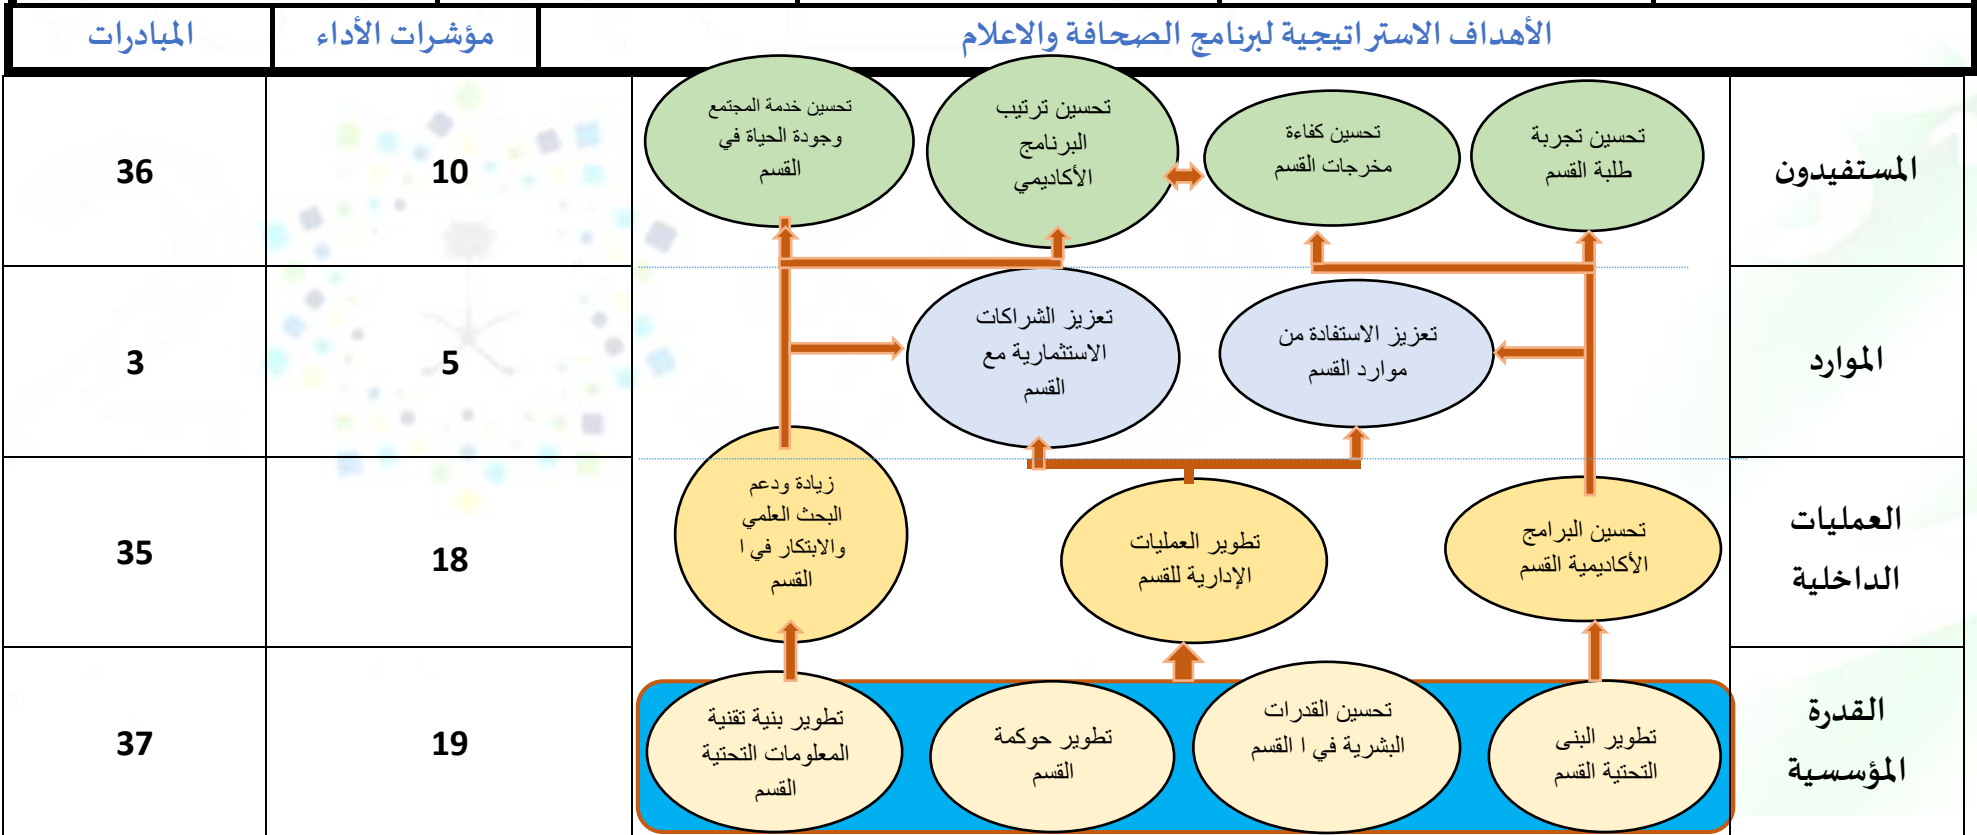 الأهداف الاستراتيجية لبرنامج الصحافة والاعلام
مؤشرات الأداء
المبادرات
المستفيدون
تحسين تجربة
طلبة القسم
تحسين كفاءة
مخرجات القسم
تحسين ترتيب
البرنامج
الأكاديمي
تحسين خدمة المجتمع
وجودة الحياة في
القسم
10
36
الموارد
تعزيز الاستفادة من
موارد القسم
تعزيز الشراكات
الاستثمارية مع
القسم
5
3
العمليات
الداخلية
تحسين البرامج
الأكاديمية القسم
تطوير العمليات
الإدارية للقسم
زيادة ودعم
البحث العلمي
والابتكار في ا
القسم
18
35
القدرة
المؤسسية
تطوير البنى
التحتية القسم
تحسين القدرات
البشرية في ا القسم
تطوير حوكمة
القسم
تطوير بنية تقنية
المعلومات التحتية
القسم
19
37